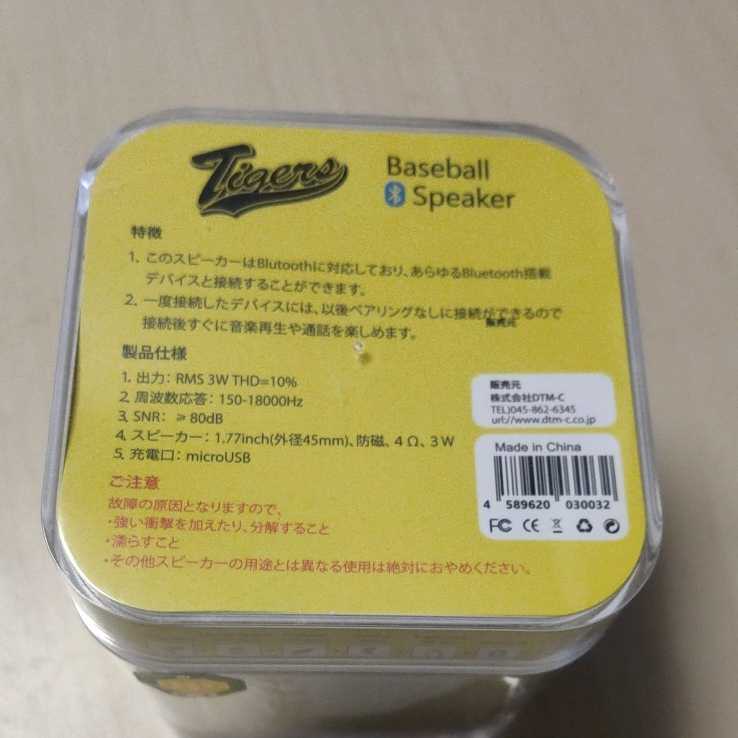 Tigers
Baseball
Speaker
特徴
1、このスピーカーはBlutoothに対応しており、あらゆるBluetooth搭載
デバイスと接続することができます。
2、一度接続したデバイスには、以後ペアリングなしに接続ができるので
販売元
接続後すぐに音楽再生や通話を楽しめます。
製品仕様
1、出力：RMS 3W THD=10%
2、周波数応答：150-18000Hz
3、SNR：≥80dB
4、スピーカー：1.77inch(外径45mm)、防磁、4Ω、3W
5、充電口：microUSB
ご注意
故障の原因となりますので、
・強い衝撃を加えたり、分解すること
・濡らすこと
・その他スピーカーの用途とは異なる使用は絶対におやめください。
販売元
株式会社DTM-C
TEL)045-862-6345
url://www.dtm-c.co.jp
Made in China
4 589620 030032
FC CE